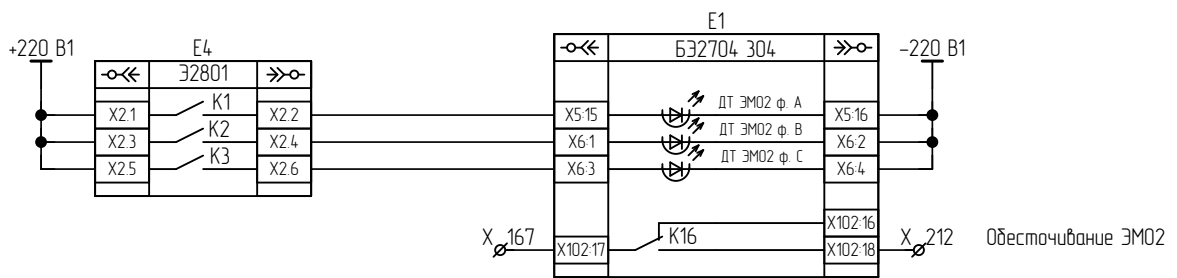 E1
+220 В1 E4 БЭ2704 304 -220 В1
Э2801
X2.1 K1 X2.2 X5:15 ДТ ЭМО2 ф. А X5:16
X2.3 K2 X2.4 X6:1 ДТ ЭМО2 ф. В X6:2
X2.5 K3 X2.6 X6:3 ДТ ЭМО2 ф. С X6:4
X102:16
X 167 X102:17 K16 X102:18 X 212 Обесточивание ЭМО2